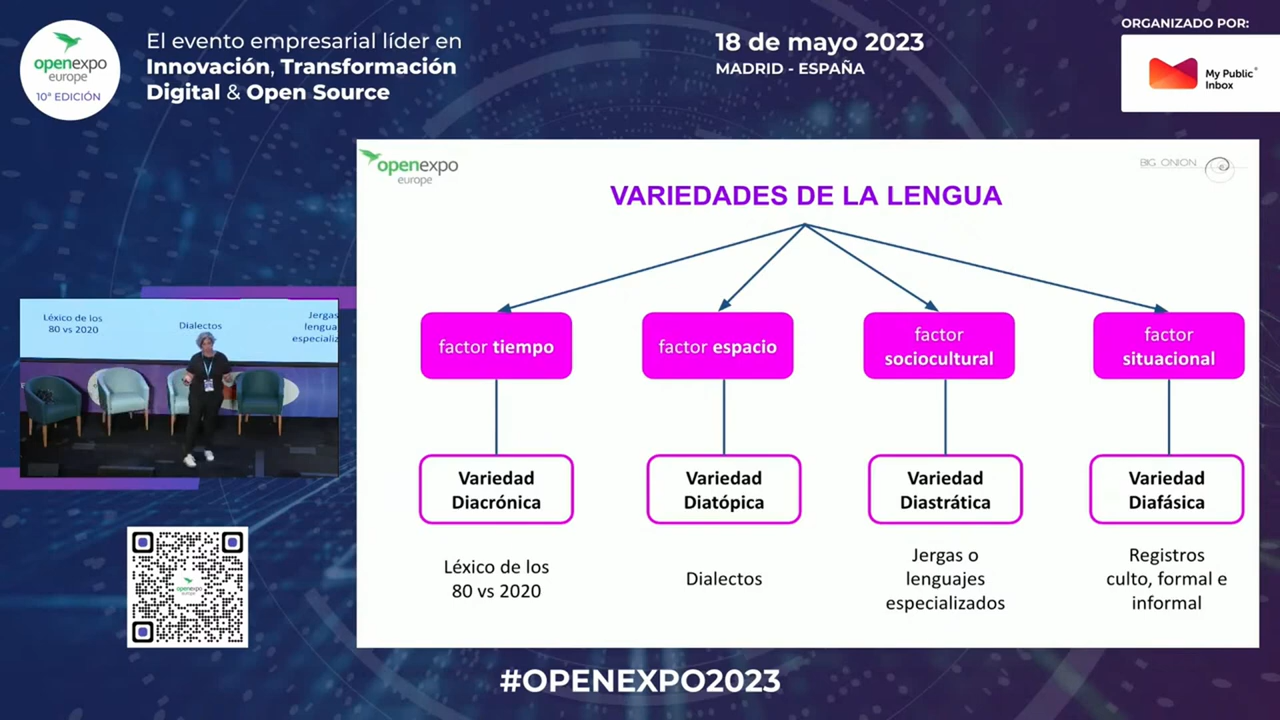 openexpo
europe
10ª EDICIÓN
El evento empresarial líder en
Innovación, Transformación
Digital & Open Source
18 de mayo 2023
MADRID - ESPAÑA
ORGANIZADO POR:
My Public
Inbox
openexpo
europe
BIG ONION
VARIEDADES DE LA LENGUA
factor tiempo
factor espacio
factor
sociocultural
factor
situacional
Variedad
Diacrónica
Variedad
Diatópica
Variedad
Diastrática
Variedad
Diafásica
Léxico de los
80 vs 2020
Dialectos
Jergas o
lenguajes
especializados
Registros
culto, formal e
informal
Léxico de los
80 vs 2020
Dialectos
Jergas
lengua
especializ
openexpo
europe
#OPENEXPO2023